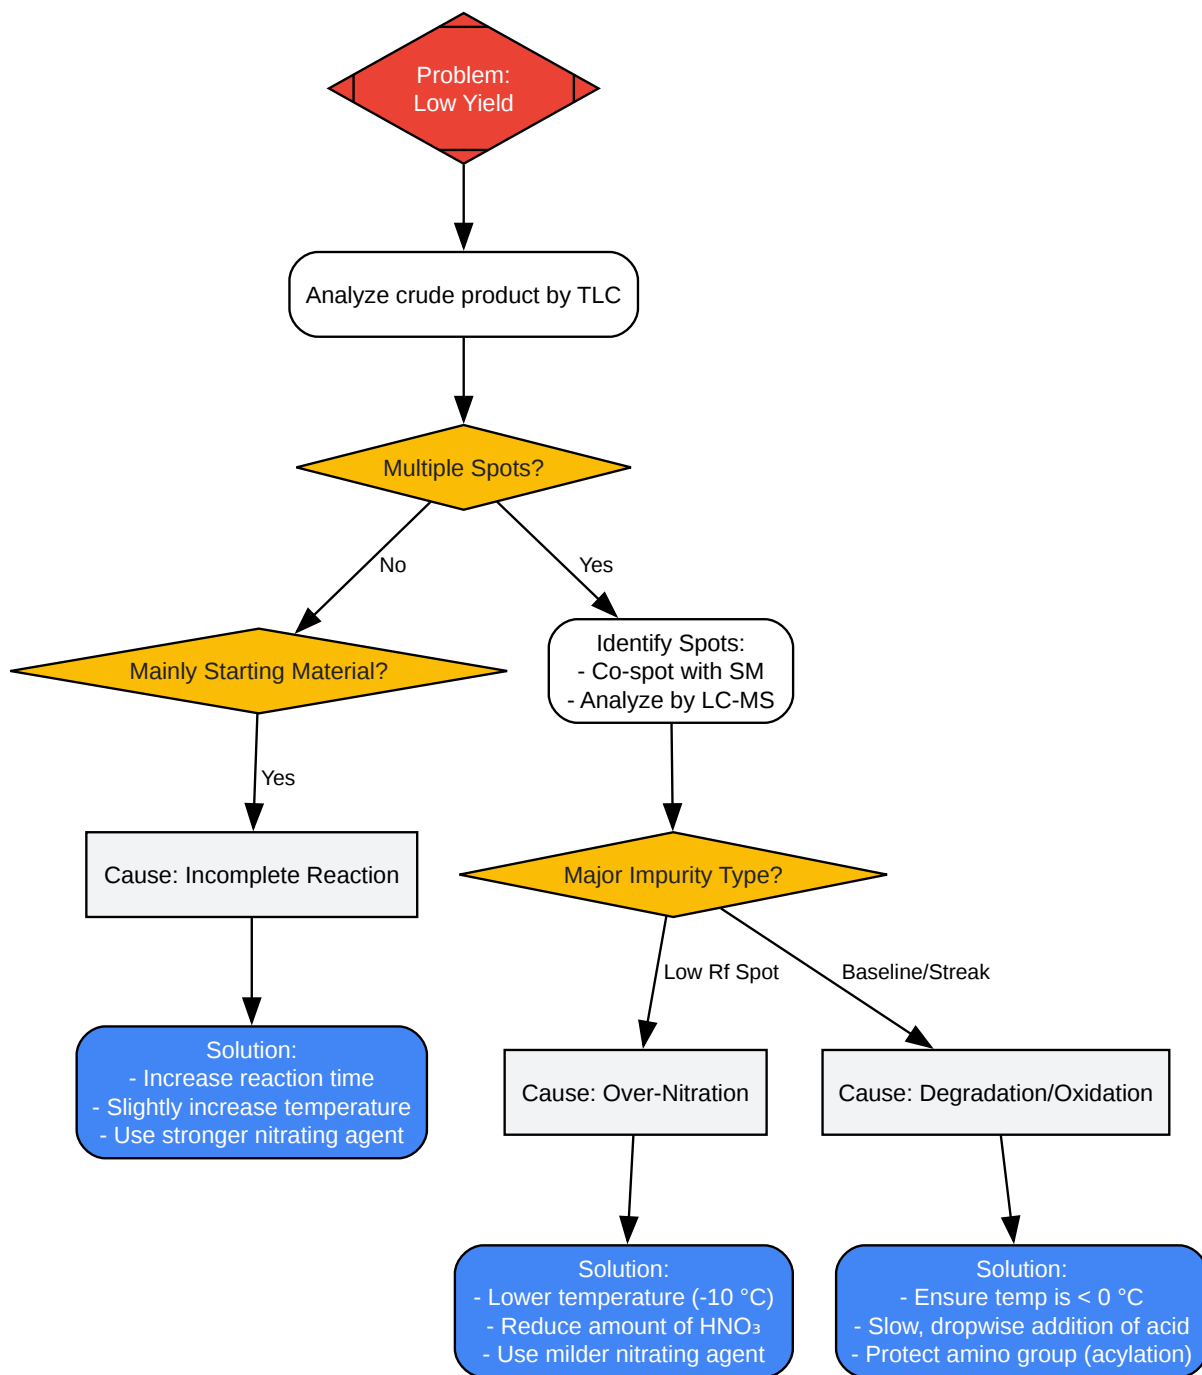 Problem:
Low Yield
Analyze crude product by TLC
Multiple Spots?
No
Yes
Mainly Starting Material?
Identify Spots:
- Co-spot with SM
- Analyze by LC-MS
Yes
Cause: Incomplete Reaction
Major Impurity Type?
Low Rf Spot
Baseline/Streak
Solution:
- Increase reaction time
- Slightly increase temperature
- Use stronger nitrating agent
Cause: Over-Nitration
Cause: Degradation/Oxidation
Solution:
- Lower temperature (-10 °C)
- Reduce amount of HNO₃
- Use milder nitrating agent
Solution:
- Ensure temp is < 0 °C
- Slow, dropwise addition of acid
- Protect amino group (acylation)